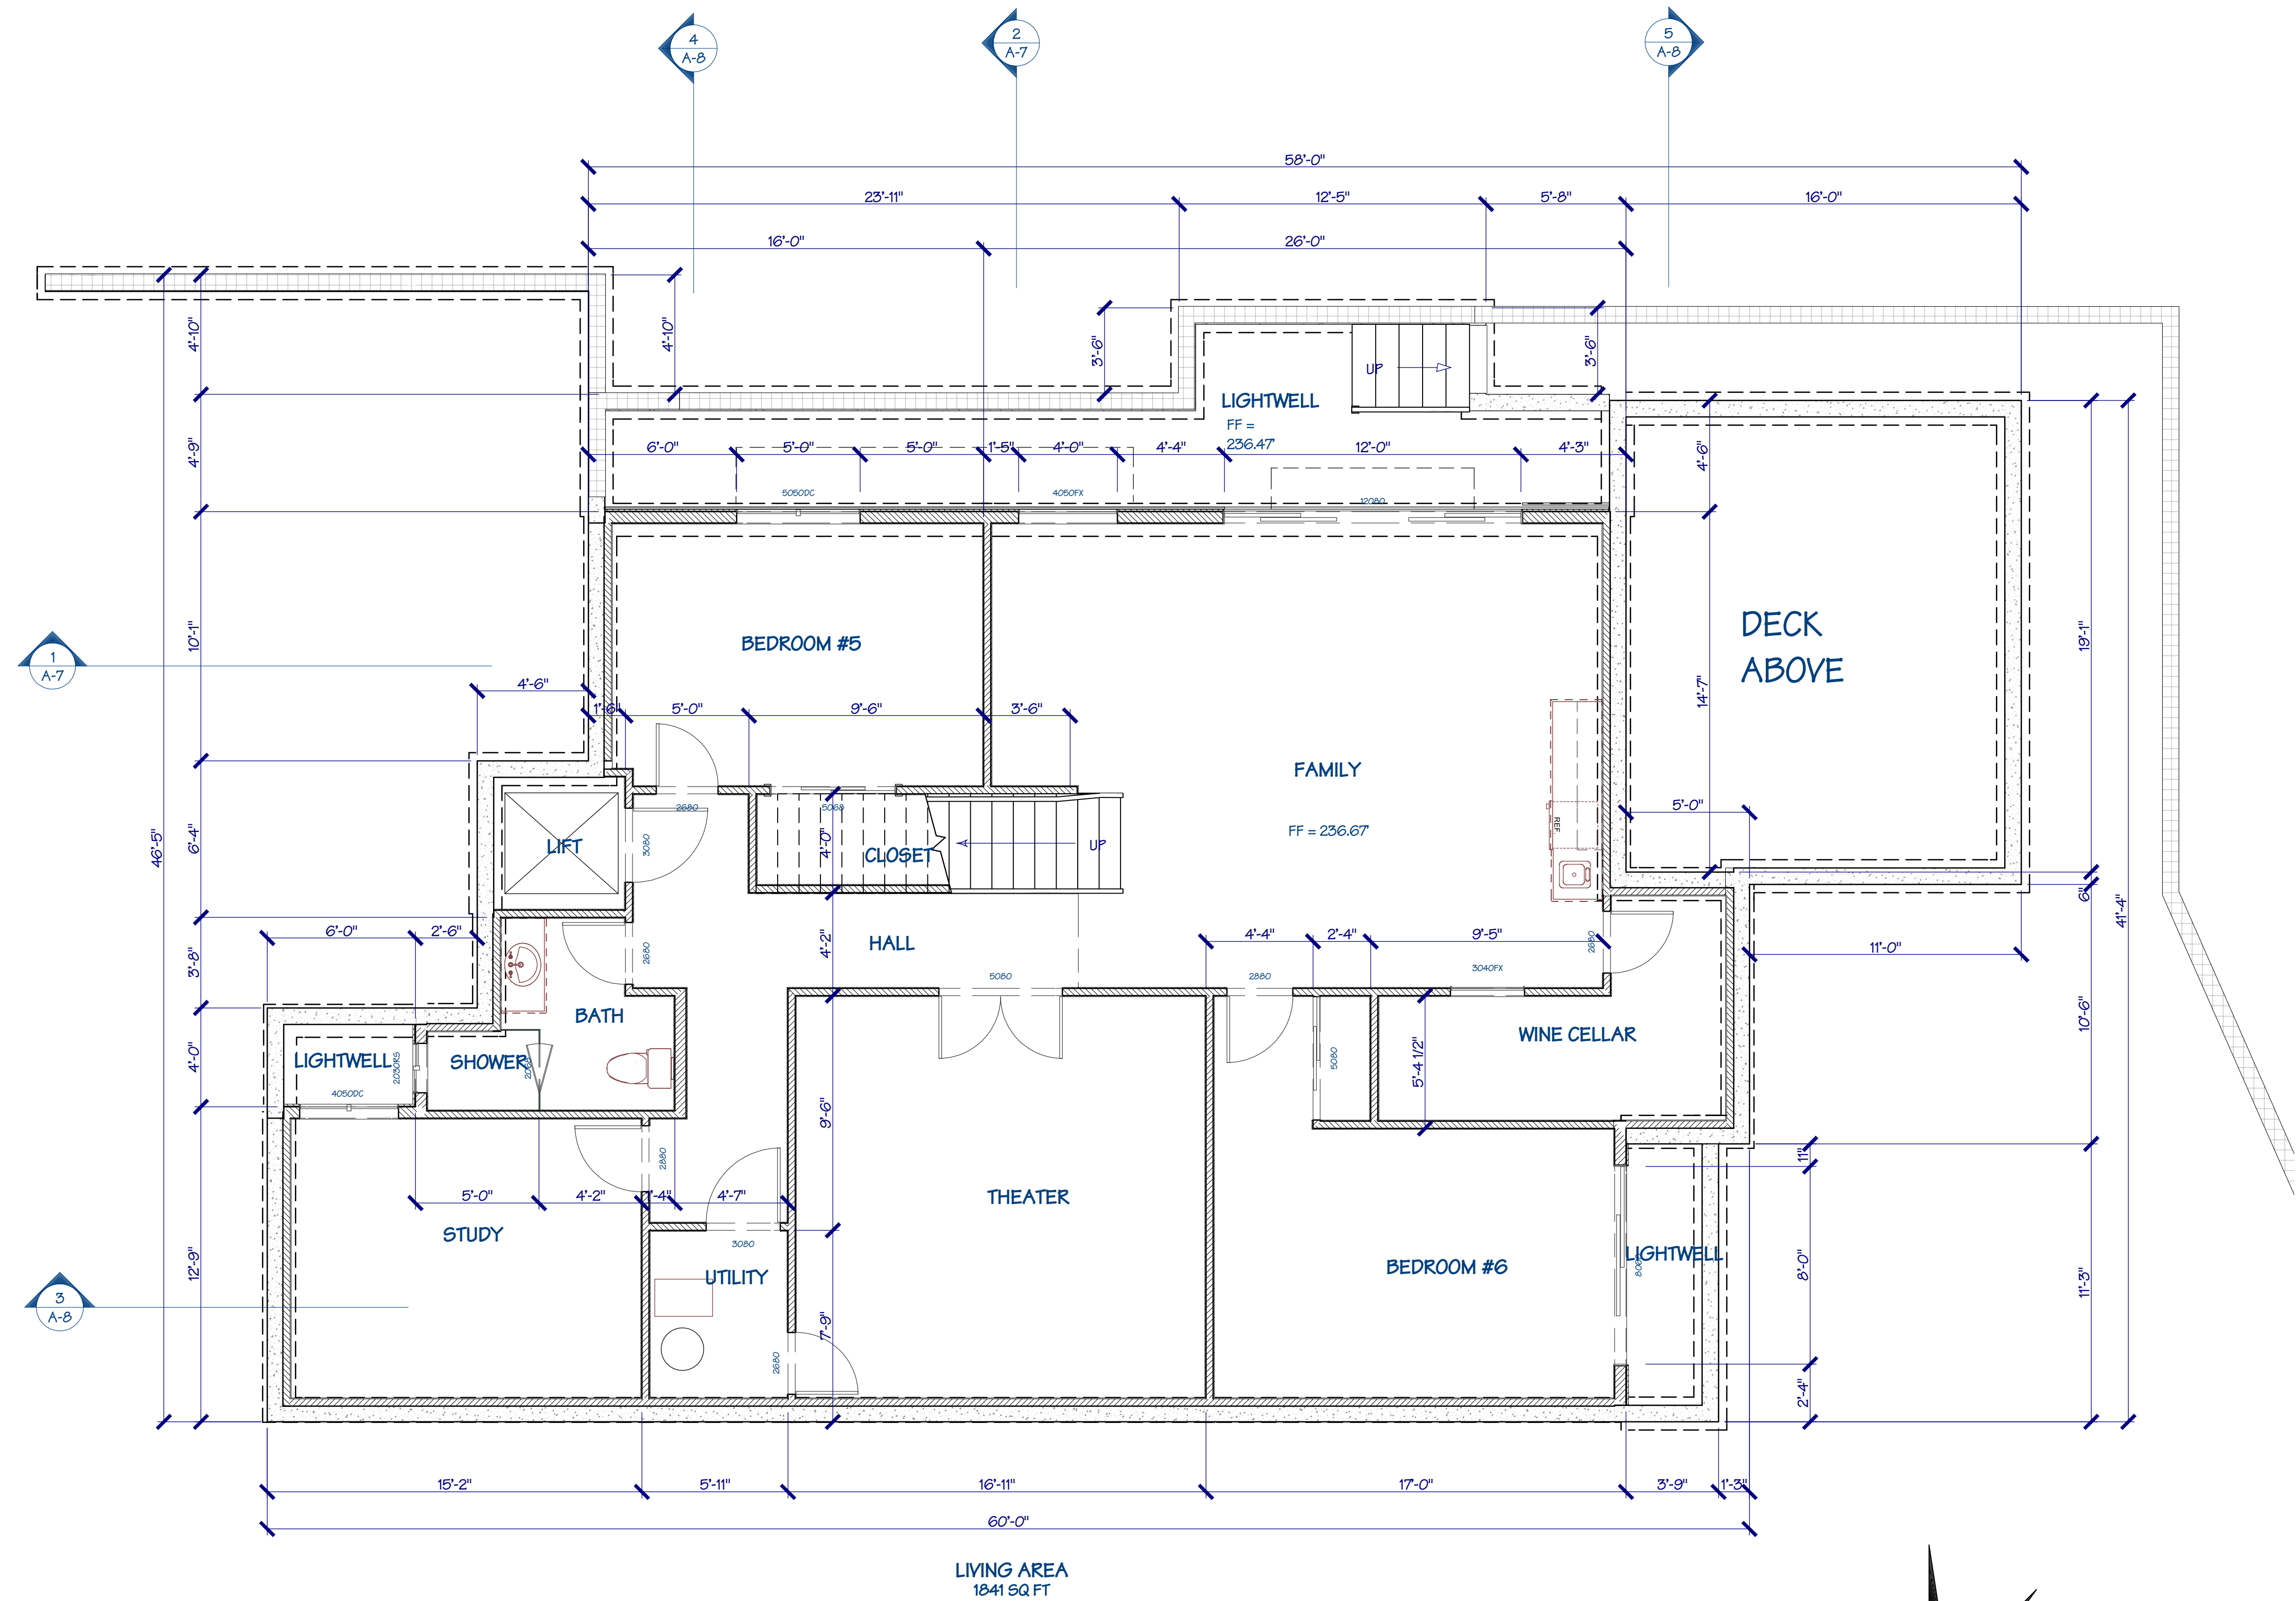 4
A-8
2
A-7
5
A-8
58'-0"
23'-11"
12'-5"
5'-8"
16'-0"
16'-0"
26'-0"
4'-10"
4'-10"
3'-6"
3'-6"
UP
LIGHTWELL
FF =
236.47'
4'-9"
6'-0"
5'-0"
5'-0"
1'-5"
4'-0"
4'-4"
12'-0"
4'-3"
4'-6"
5050DC
4050FX
12080
DECK
ABOVE
10'-1"
19'-1"
BEDROOM #5
1
A-7
4'-6"
14'-7"
1'-6"
5'-0"
9'-6"
3'-6"
FAMILY
2680
5068
5'-0"
46'-5"
6'-4"
LIFT
3080
4'-0"
CLOSET
UP
FF = 236.67'
REF.
6"
41'-4"
6'-0"
2'-6"
4'-2"
HALL
4'-4"
2'-4"
9'-5"
2680
2680
11'-0"
3'-8"
5080
2880
3040FX
BATH
10'-6"
WINE CELLAR
4'-0"
LIGHTWELL
2030RS
SHOWER
5'-4 1/2"
5080
4050DC
9'-6"
2880
11"
5'-0"
4'-2"
4'-7"
THEATER
STUDY
3080
12'-9"
UTILITY
BEDROOM #6
LIGHTWELL
8'-0"
11'-3"
3
A-8
7'-9"
2680
2'-4"
15'-2"
5'-11"
16'-11"
17'-0"
3'-9"
1'-3"
60'-0"
LIVING AREA
1841 SQ FT